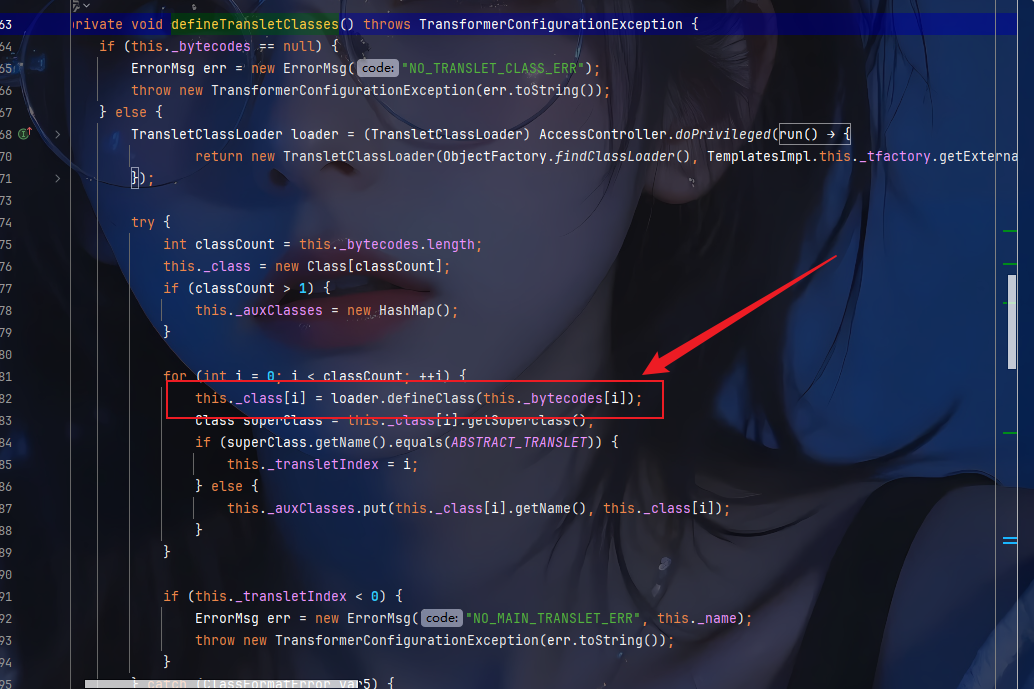 63 private void defineTransletClasses() throws TransformerConfigurationException {
64 if (this._bytecodes == null) {
65 ErrorMsg err = new ErrorMsg( code: "NO_TRANSLET_CLASS_ERR");
66 throw new TransformerConfigurationException(err.toString());
67 } else {
68 TransletClassLoader loader = (TransletClassLoader) AccessController.doPrivileged(run() → {
70 return new TransletClassLoader(ObjectFactory.findClassLoader(), TemplatesImpl.this._tfactory.getExterna
71 });
73
74 try {
75 int classCount = this._bytecodes.length;
76 this._class = new Class[classCount];
77 if (classCount > 1) {
78 this._auxClasses = new HashMap();
79 }
80
81 for (int i = 0; i < classCount; ++i) {
82 this._class[i] = loader.defineClass(this._bytecodes[i]);
83 Class superClass = this._class[i].getSuperclass();
84 if (superClass.getName().equals(ABSTRACT_TRANSLET)) {
85 this._transletIndex = i;
86 } else {
87 this._auxClasses.put(this._class[i].getName(), this._class[i]);
88 }
89 }
90
91 if (this._transletIndex < 0) {
92 ErrorMsg err = new ErrorMsg( code: "NO_MAIN_TRANSLET_ERR", this._name);
93 throw new TransformerConfigurationException(err.toString());
94 }
95 } catch (ClassFormatError var5) {